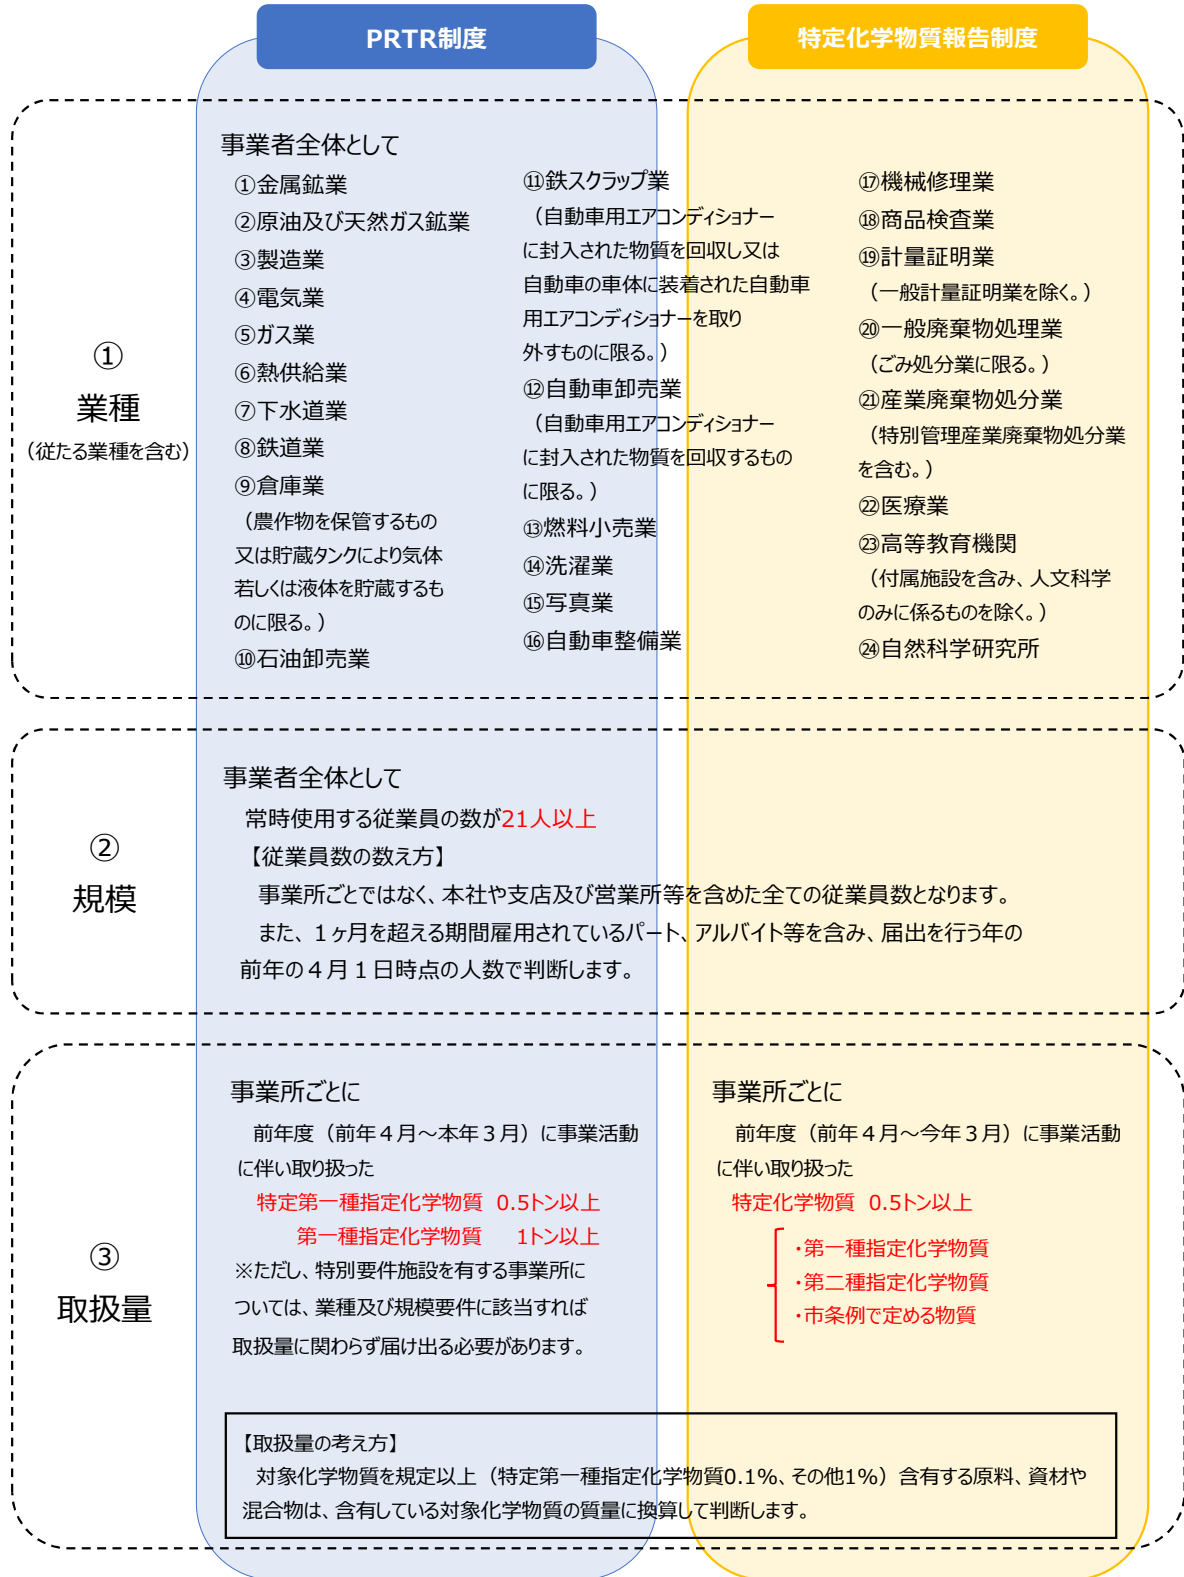 PRTR制度
特定化学物質報告制度
①
業種
（従たる業種を含む）
事業者全体として
①金属鉱業
②原油及び天然ガス鉱業
③製造業
④電気業
⑤ガス業
⑥熱供給業
⑦下水道業
⑧鉄道業
⑨倉庫業
（農作物を保管するもの
又は貯蔵タンクにより気体
若しくは液体を貯蔵するも
のに限る。）
⑩石油卸売業
⑪鉄スクラップ業
（自動車用エアコンディショナー
に封入された物質を回収し又は
自動車の車体に装着された自動車
用エアコンディショナーを取り
外すものに限る。）
⑫自動車卸売業
（自動車用エアコンディショナー
に封入された物質を回収するもの
に限る。）
⑬燃料小売業
⑭洗濯業
⑮写真業
⑯自動車整備業
⑰機械修理業
⑱商品検査業
⑲計量証明業
（一般計量証明業を除く。）
⑳一般廃棄物処理業
（ごみ処分業に限る。）
㉑産業廃棄物処分業
（特別管理産業廃棄物処分業
を含む。）
㉒医療業
㉓高等教育機関
（付属施設を含み、人文科学
のみに係るものを除く。）
㉔自然科学研究所
②
規模
事業者全体として
常時使用する従業員の数が21人以上
【従業員数の数え方】
事業所ごとではなく、本社や支店及び営業所等を含めた全ての従業員数となります。
また、１ヶ月を超える期間雇用されているパート、アルバイト等を含み、届出を行う年の
前年の４月１日時点の人数で判断します。
③
取扱量
事業所ごとに
前年度（前年４月～本年３月）に事業活動
に伴い取り扱った
特定第一種指定化学物質 0.5トン以上
第一種指定化学物質 1トン以上
※ただし、特別要件施設を有する事業所に
ついては、業種及び規模要件に該当すれば
取扱量に関わらず届け出る必要があります。
事業所ごとに
前年度（前年４月～今年３月）に事業活動
に伴い取り扱った
特定化学物質 0.5トン以上
・第一種指定化学物質
・第二種指定化学物質
・市条例で定める物質
【取扱量の考え方】
対象化学物質を規定以上（特定第一種指定化学物質0.1%、その他1%）含有する原料、資材や
混合物は、含有している対象化学物質の質量に換算して判断します。